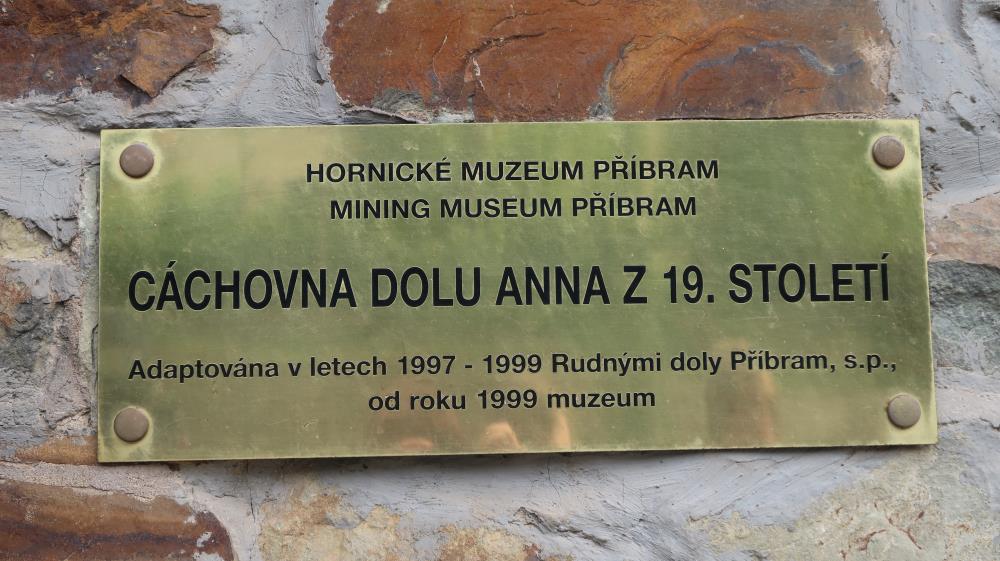 HORNICKÉ MUZEUM PŘÍBRAM
MINING MUSEUM PŘÍBRAM
CÁCHOVNA DOLU ANNA Z 19. STOLETÍ
Adaptována v letech 1997 - 1999 Rudnými doly Příbram, s.p.,
od roku 1999 muzeum